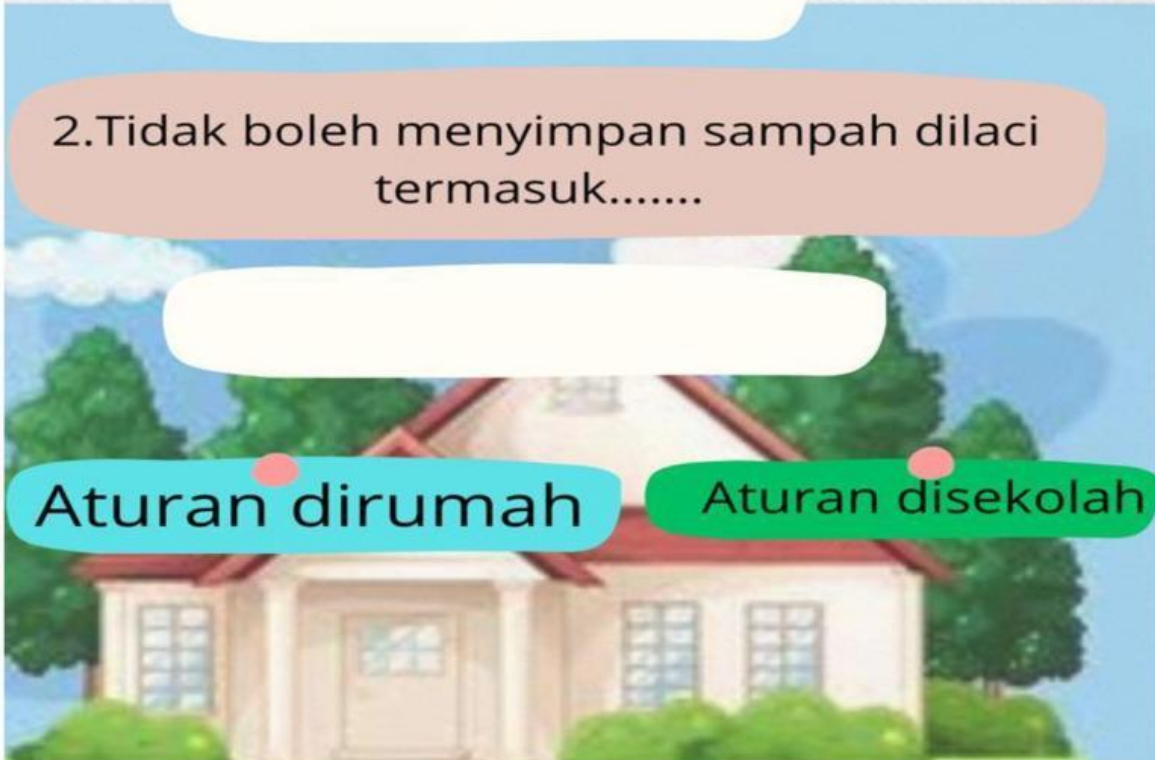 2.Tidak boleh menyimpan sampah dilaci
termasuk.......
Aturan dirumah
Aturan disekolah